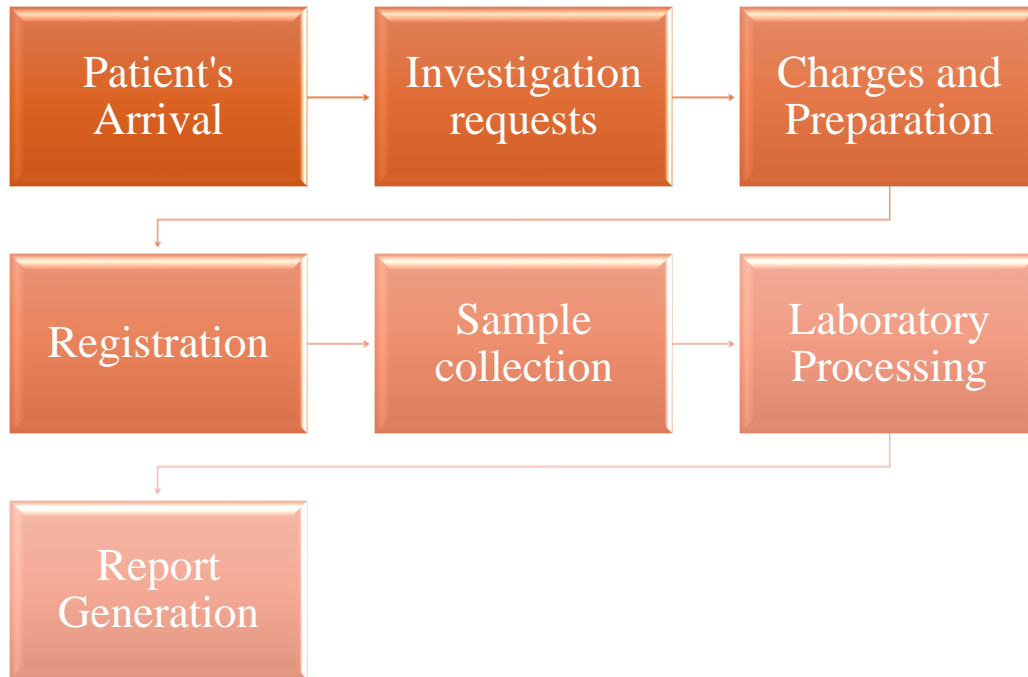 Patient's
Arrival
Investigation
requests
Charges and
Preparation
Registration
Sample
collection
Laboratory
Processing
Report
Generation